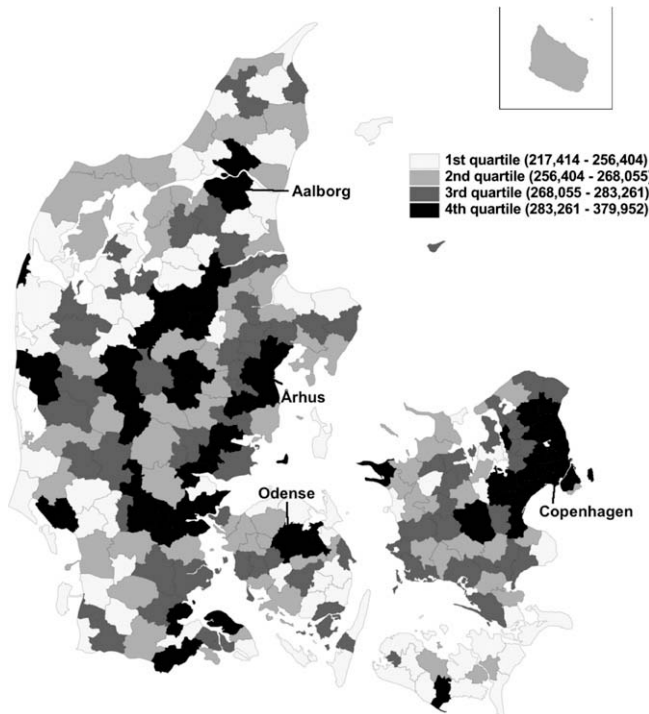 1st quartile (217,414 - 256,404)
2nd quartile (256,404 - 268,055)
3rd quartile (268,055 - 283,261)
4th quartile (283,261 - 379,952)
Aalborg
Århus
Odense
Copenhagen